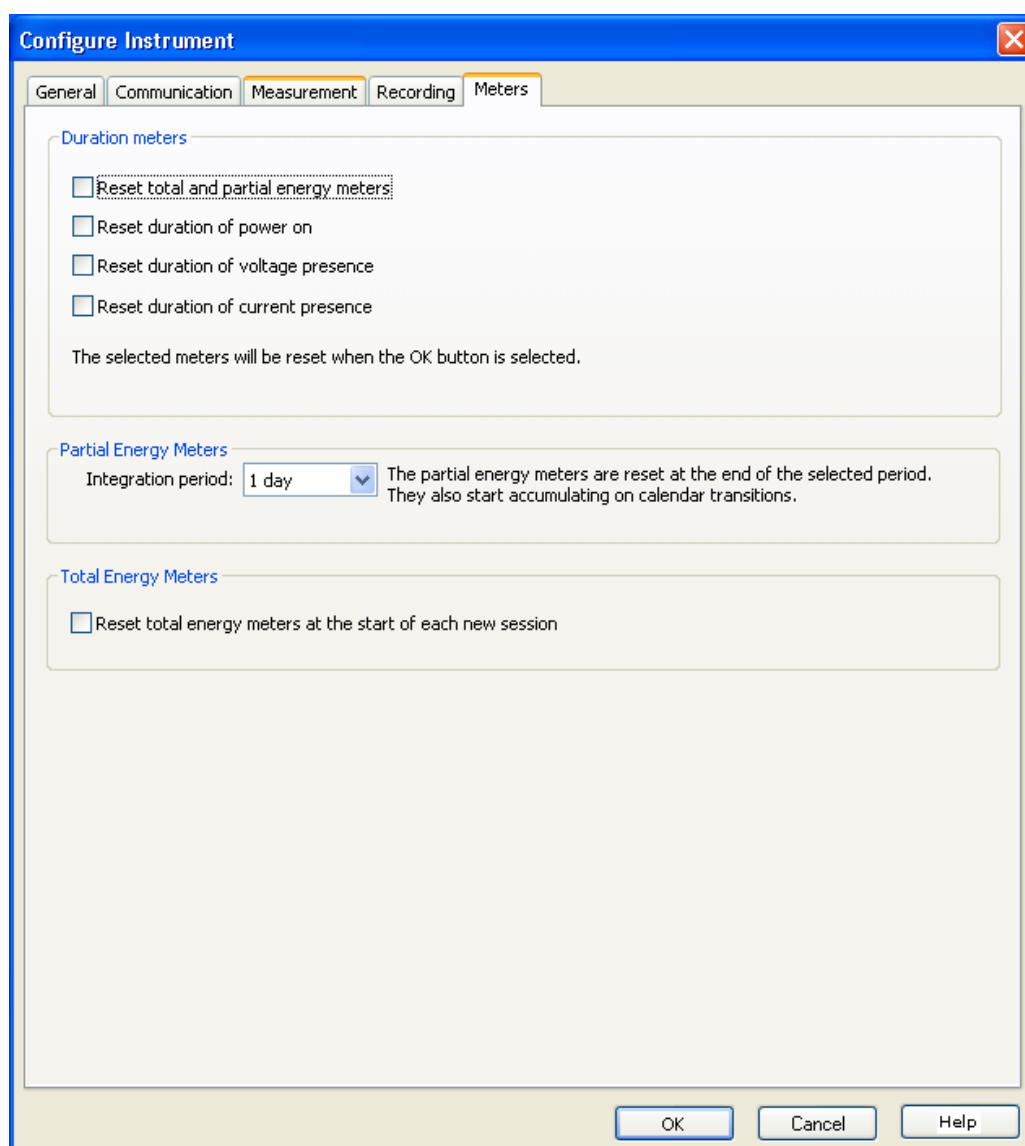 Configure Instrument
General Communication Measurement Recording Meters
Duration meters
Reset total and partial energy meters
Reset duration of power on
Reset duration of voltage presence
Reset duration of current presence
The selected meters will be reset when the OK button is selected.
Partial Energy Meters
Integration period: 1 day The partial energy meters are reset at the end of the selected period.
They also start accumulating on calendar transitions.
Total Energy Meters
Reset total energy meters at the start of each new session
OK Cancel Help